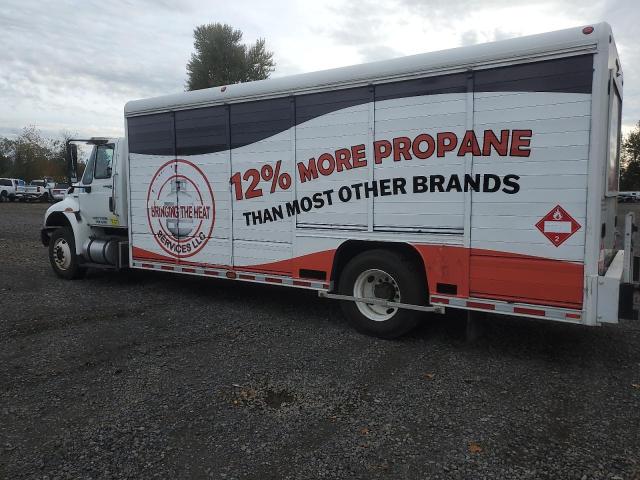 12% MORE PROPANE
THAN MOST OTHER BRANDS
BRINGING THE HEAT
SERVICES LLC
2